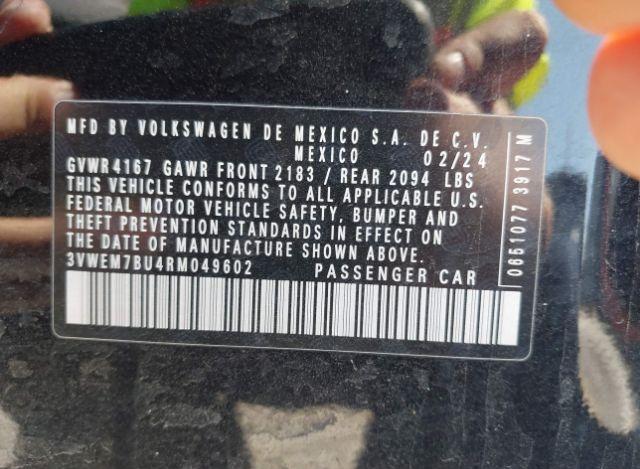 MFD BY VOLKSWAGEN DE MEXICO S.A. DE C.V.
MEXICO 02/24
GVWR 4167 GAWR FRONT 2183 / REAR 2094 LBS
THIS VEHICLE CONFORMS TO ALL APPLICABLE U.S.
FEDERAL MOTOR VEHICLE SAFETY, BUMPER AND
THEFT PREVENTION STANDARDS IN EFFECT ON
THE DATE OF MANUFACTURE SHOWN ABOVE.
3VWEM7BU4RM049602 PASSENGER CAR
0651077 3917 M